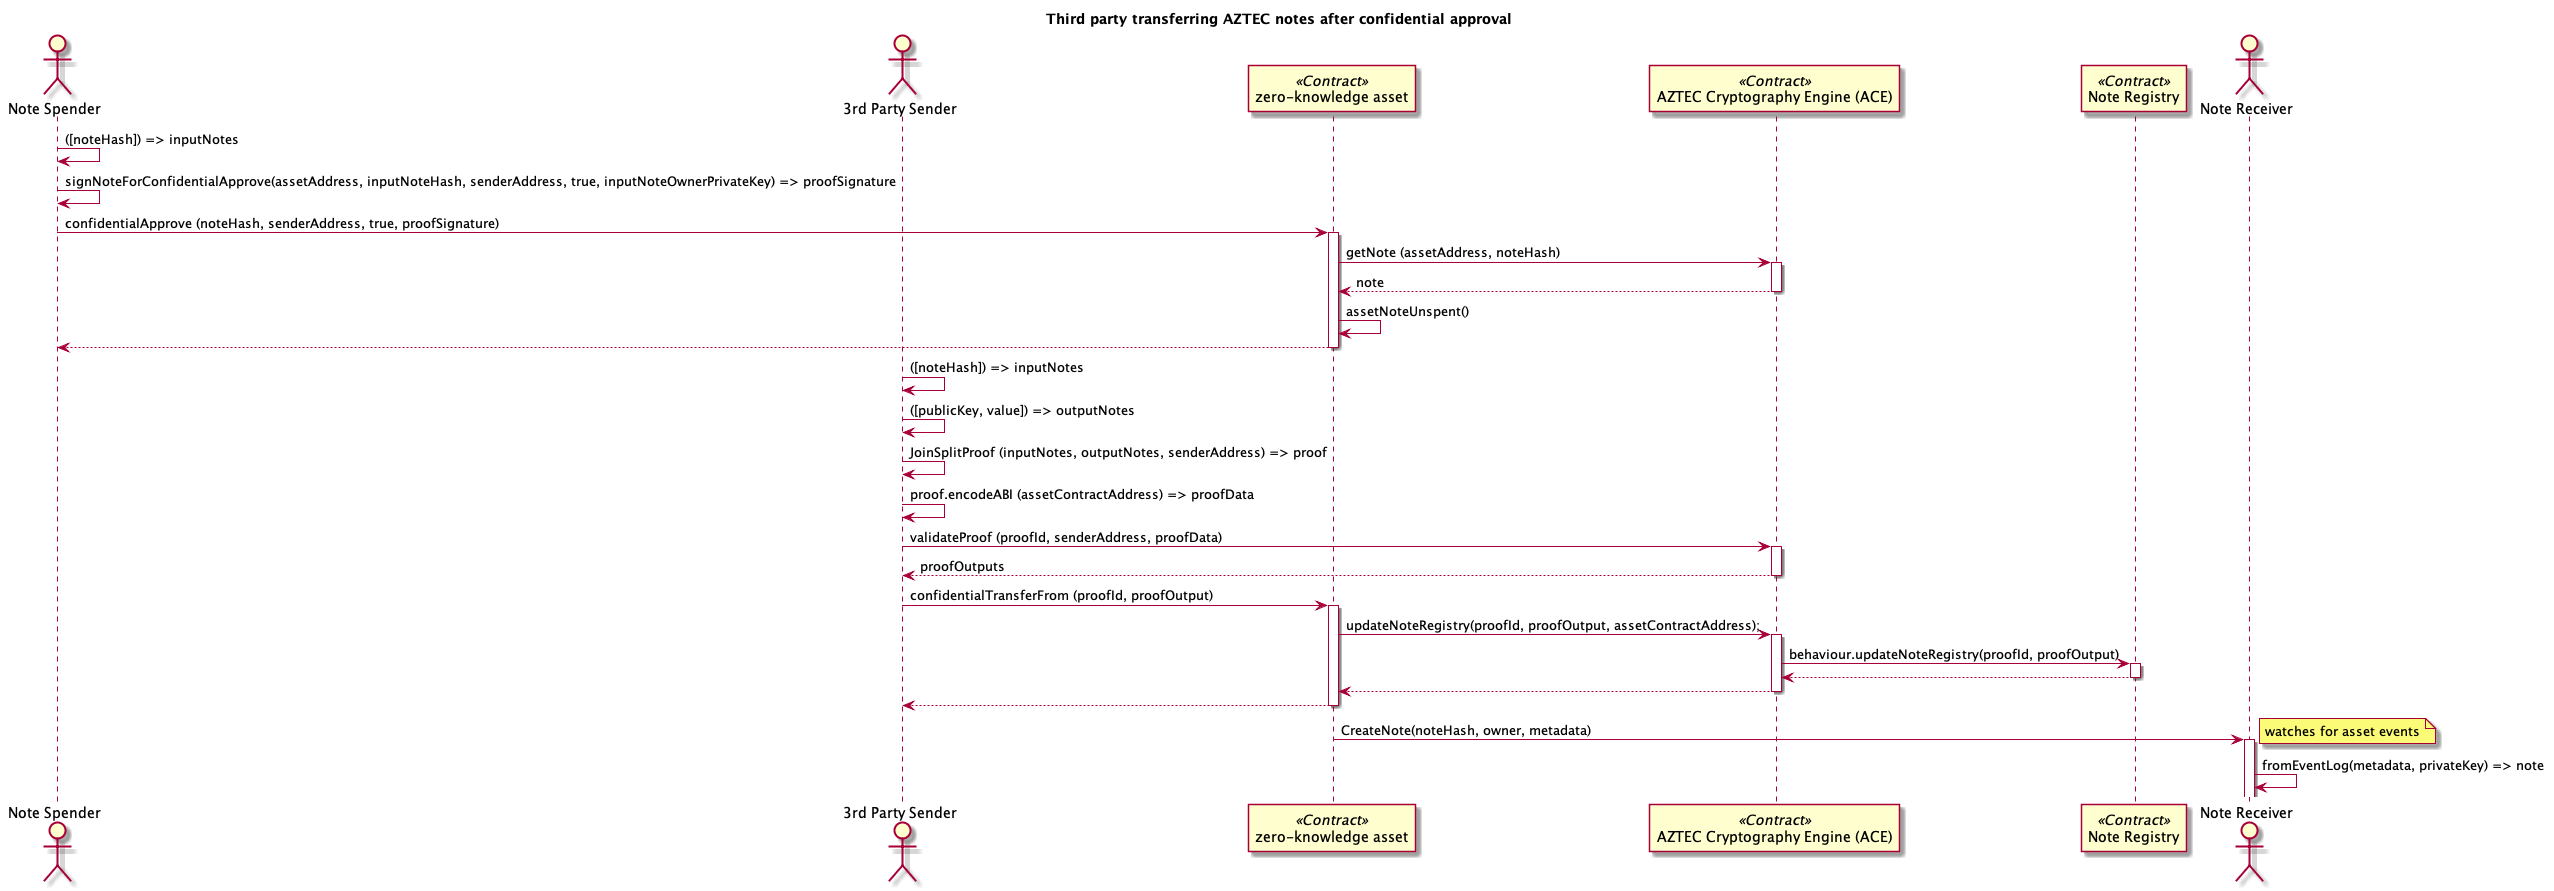 Third party transferring AZTEC notes after confidential approval
Note Spender
3rd Party Sender
«Contract»
zero-knowledge asset
«Contract»
AZTEC Cryptography Engine (ACE)
«Contract»
Note Registry
Note Receiver
([noteHash]) => inputNotes
signNoteForConfidentialApprove(assetAddress, inputNoteHash, senderAddress, true, inputNoteOwnerPrivateKey) => proofSignature
confidentialApprove (noteHash, senderAddress, true, proofSignature)
getNote (assetAddress, noteHash)
note
assetNoteUnspent()
([noteHash]) => inputNotes
([publicKey, value]) => outputNotes
JoinSplitProof (inputNotes, outputNotes, senderAddress) => proof
proof.encodeABI (assetContractAddress) => proofData
validateProof (proofId, senderAddress, proofData)
proofOutputs
confidentialTransferFrom (proofId, proofOutput)
updateNoteRegistry(proofId, proofOutput, assetContractAddress);
behaviour.updateNoteRegistry(proofId, proofOutput)
CreateNote(noteHash, owner, metadata)
watches for asset events
fromEventLog(metadata, privateKey) => note
Note Spender
3rd Party Sender
«Contract»
zero-knowledge asset
«Contract»
AZTEC Cryptography Engine (ACE)
«Contract»
Note Registry
Note Receiver